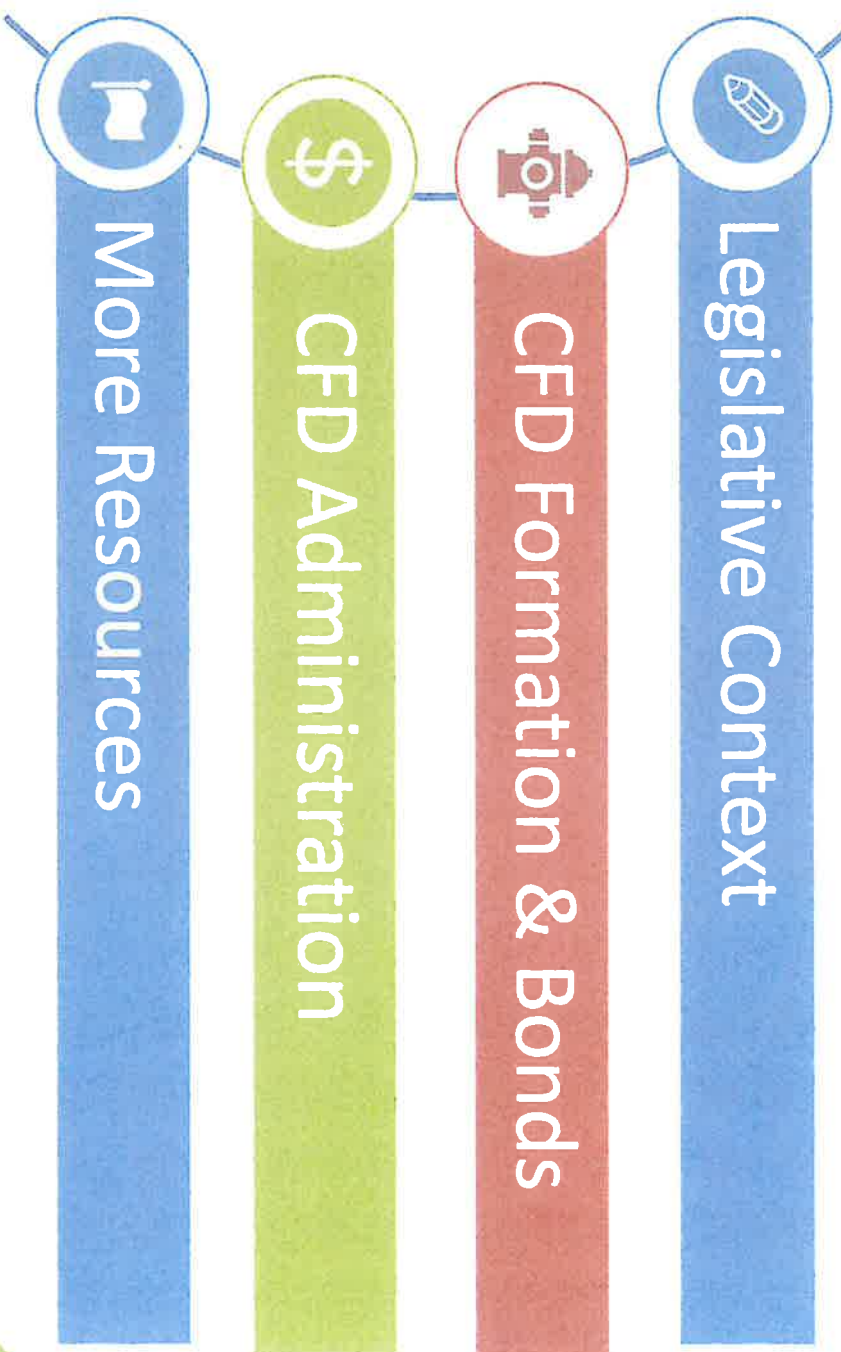 Legislative Context
CFD Formation & Bonds
$
CFD Administration
More Resources